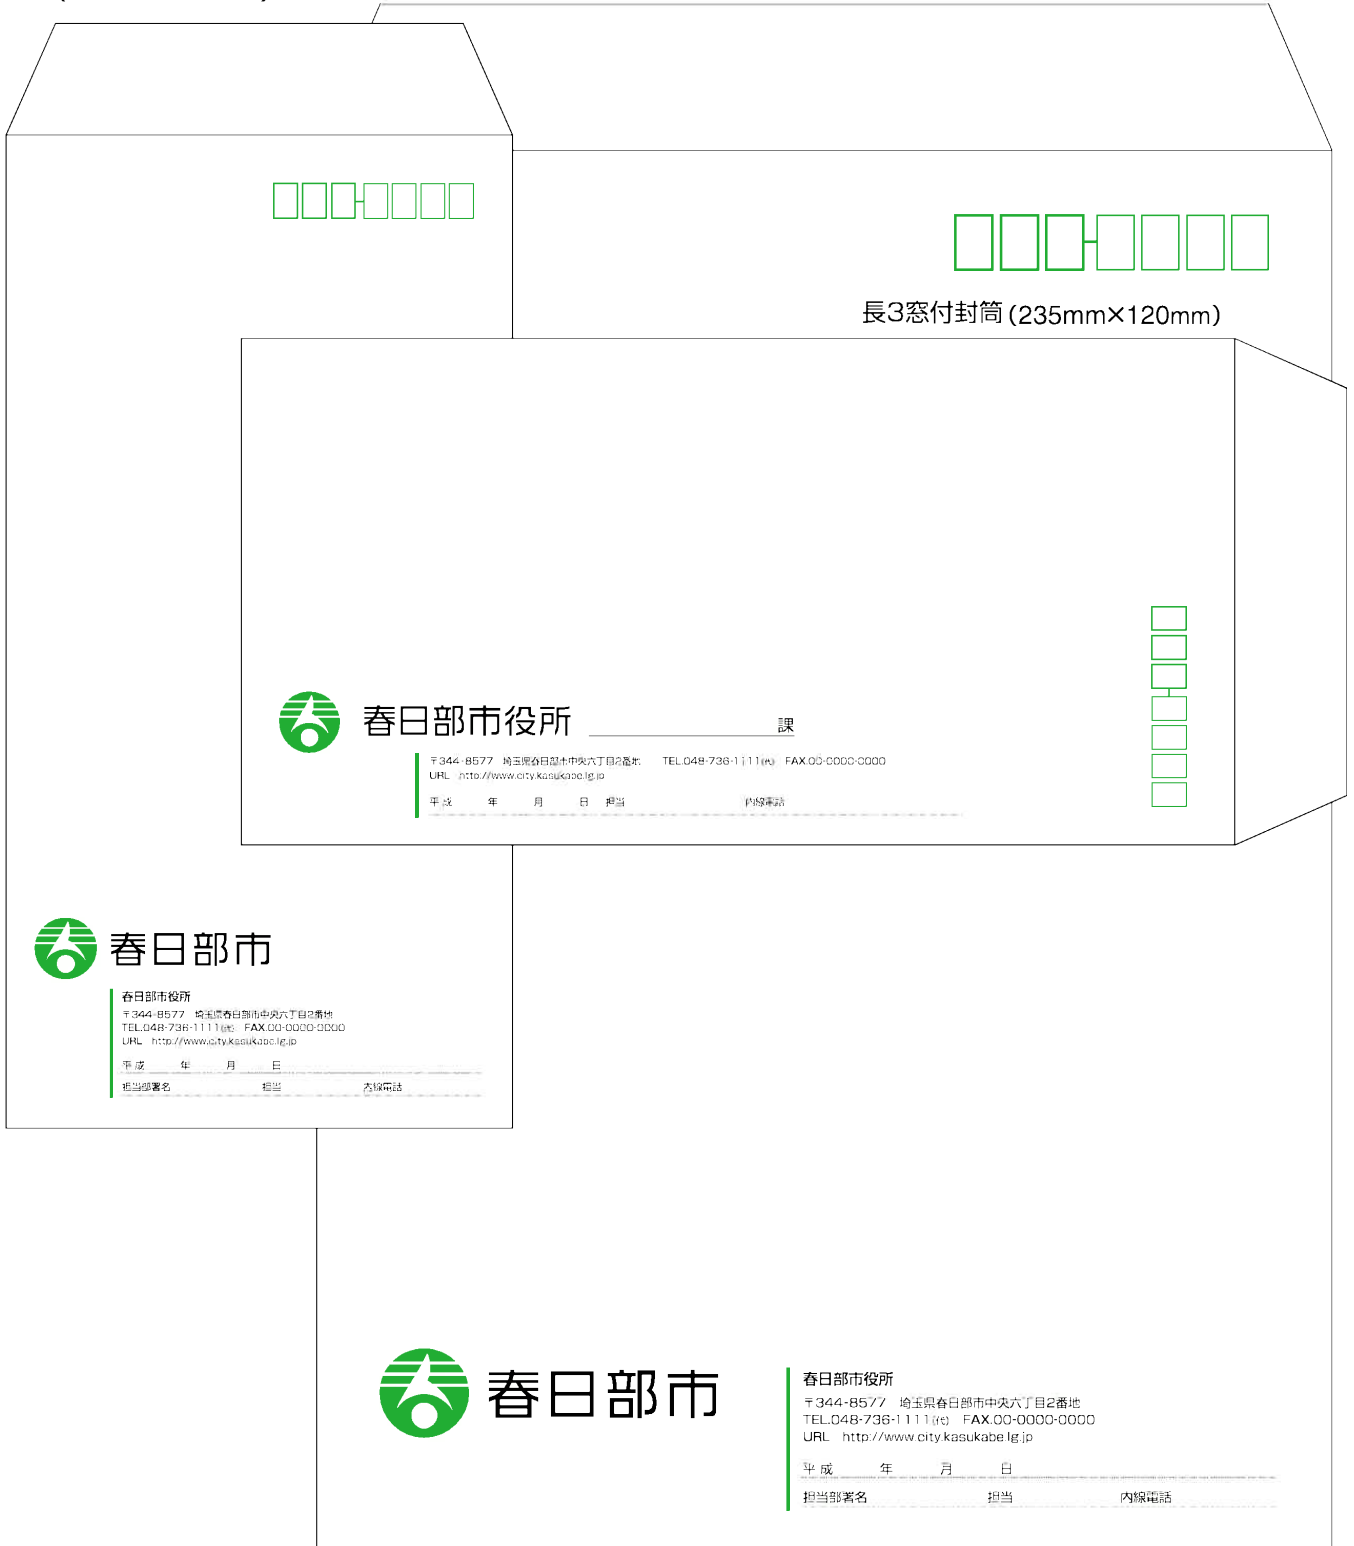 長3窓付封筒(235mm×120mm)
春日部市役所 課
〒344-8577 埼玉県春日部市中央六丁目2番地 TEL.048-736-1111(代) FAX.00-0000-0000
URL http://www.city.kasukabe.lg.jp
平成 年 月 日 担当 内線電話
春日部市
春日部市役所
〒344-8577 埼玉県春日部市中央六丁目2番地
TEL.048-736-1111(代) FAX.00-0000-0000
URL http://www.city.kasukabe.lg.jp
平成 年 月 日
担当部署名 担当 内線電話
春日部市
春日部市役所
〒344-8577 埼玉県春日部市中央六丁目2番地
TEL.048-736-1111(代) FAX.00-0000-0000
URL http://www.city.kasukabe.lg.jp
平成 年 月 日
担当部署名 担当 内線電話